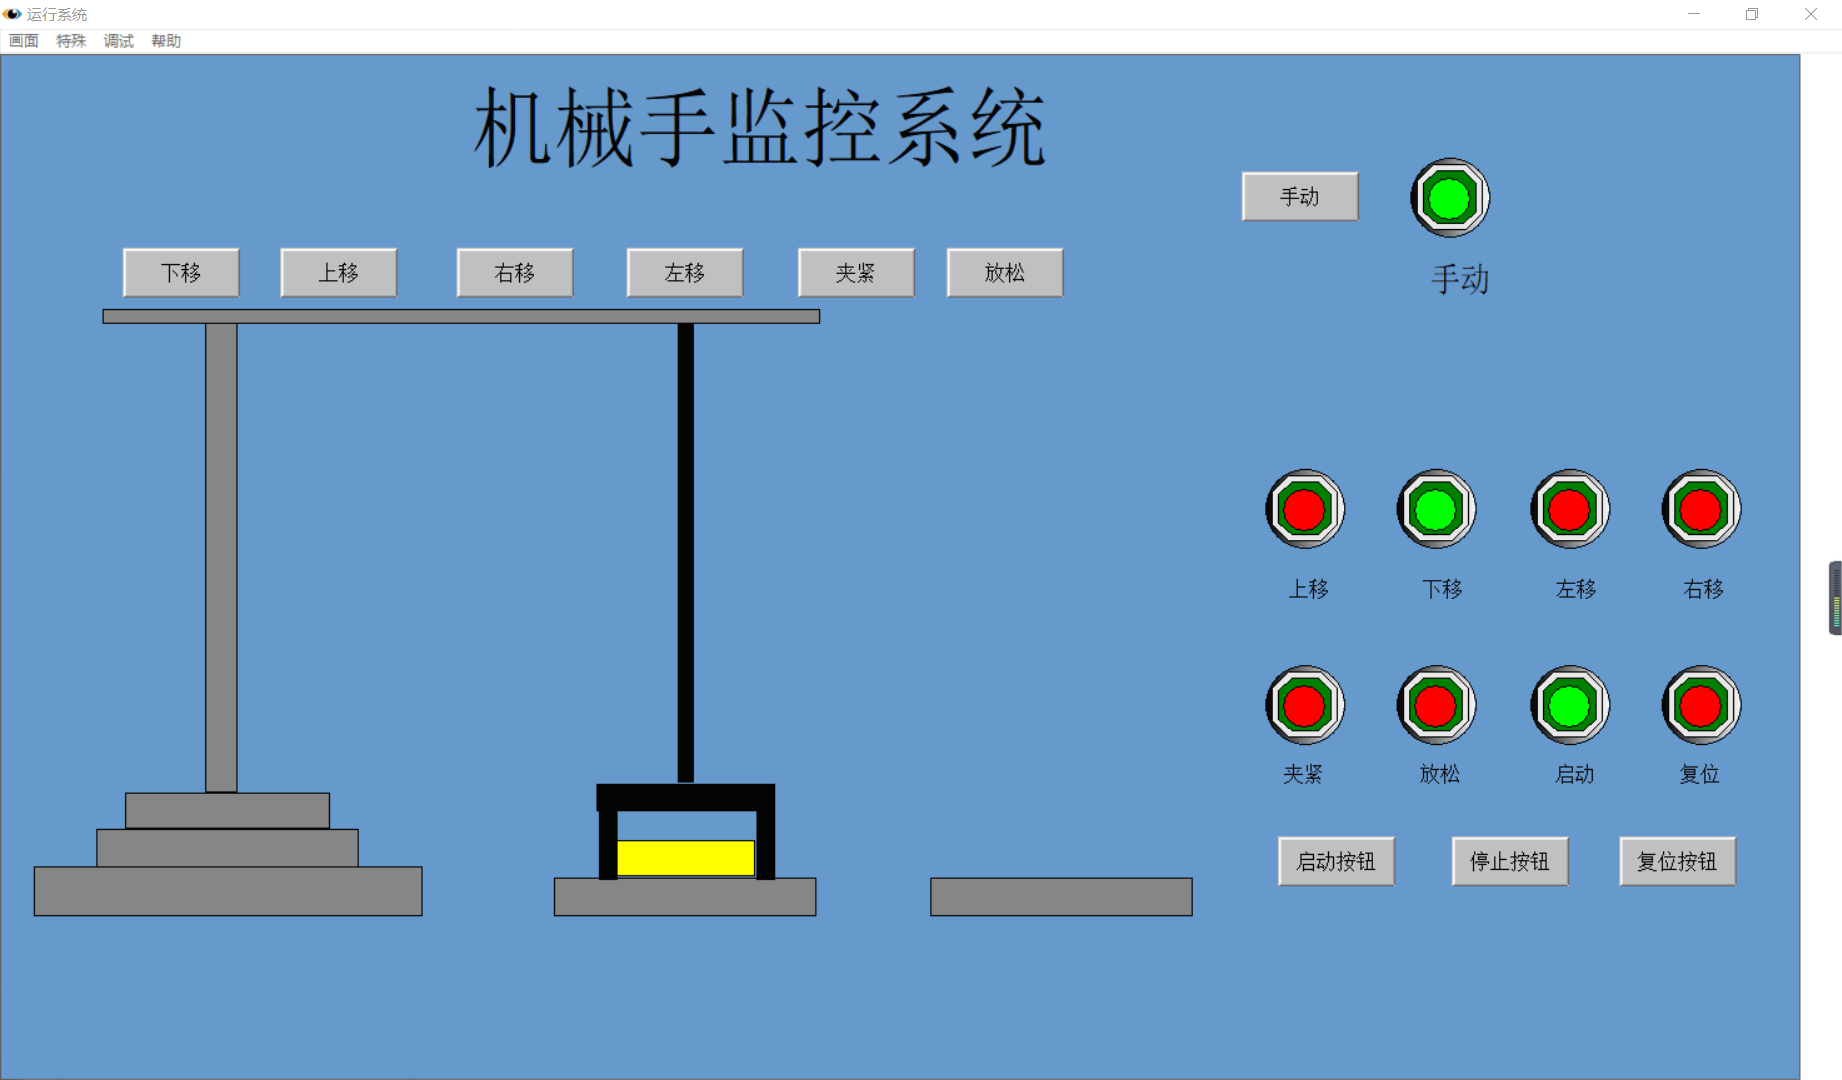 运行系统
画面 特殊 调试 帮助
机械手监控系统
手动
手动
下移 上移 右移 左移 夹紧 放松
上移 下移 左移 右移
夹紧 放松 启动 复位
启动按钮 停止按钮 复位按钮